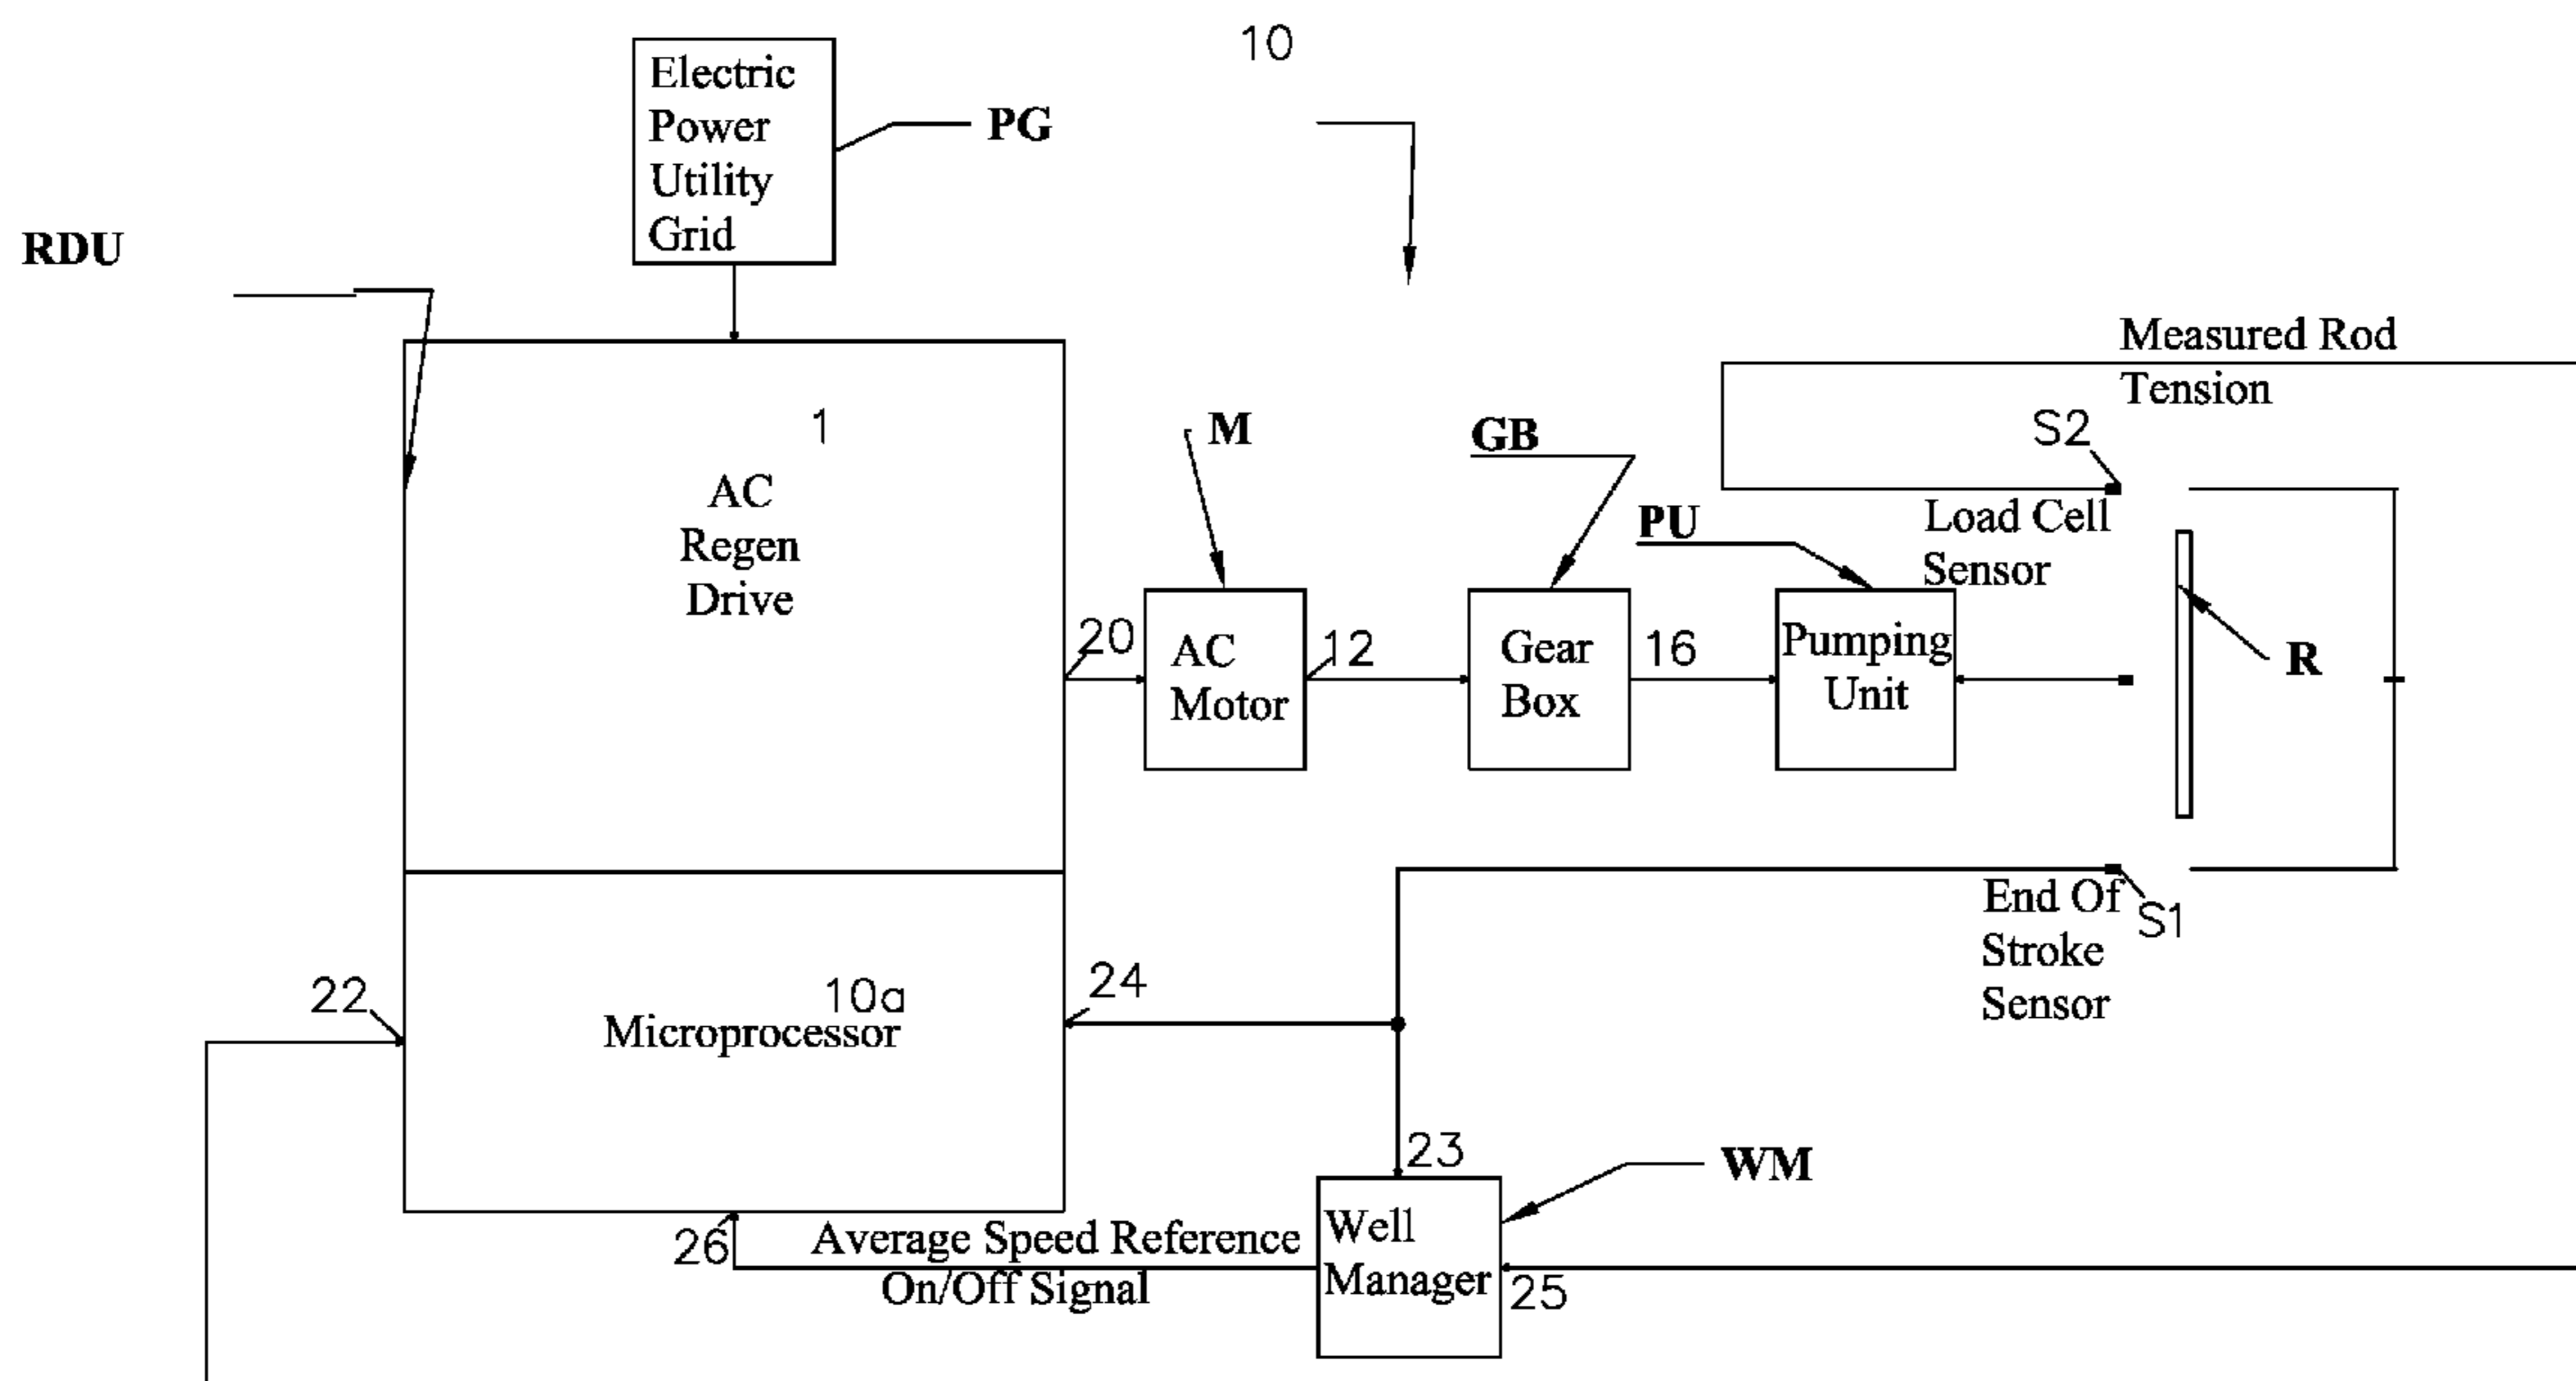 10
Electric
Power
Utility
Grid
PG
RDU
Measured Rod
Tension
1
M
GB
S2
AC
Regen
Drive
PU
Load Cell
Sensor
20
AC
Motor
12
Gear
Box
16
Pumping
Unit
R
End Of
Stroke
Sensor
S1
22
10a
Microprocessor
24
23
WM
26
Average Speed Reference
On/Off Signal
Well
Manager
25